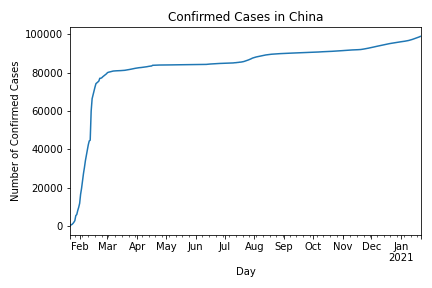 Confirmed Cases in China
Number of Confirmed Cases
100000
80000
60000
40000
20000
0
Feb Mar Apr May Jun Jul Aug Sep Oct Nov Dec Jan
2021
Day